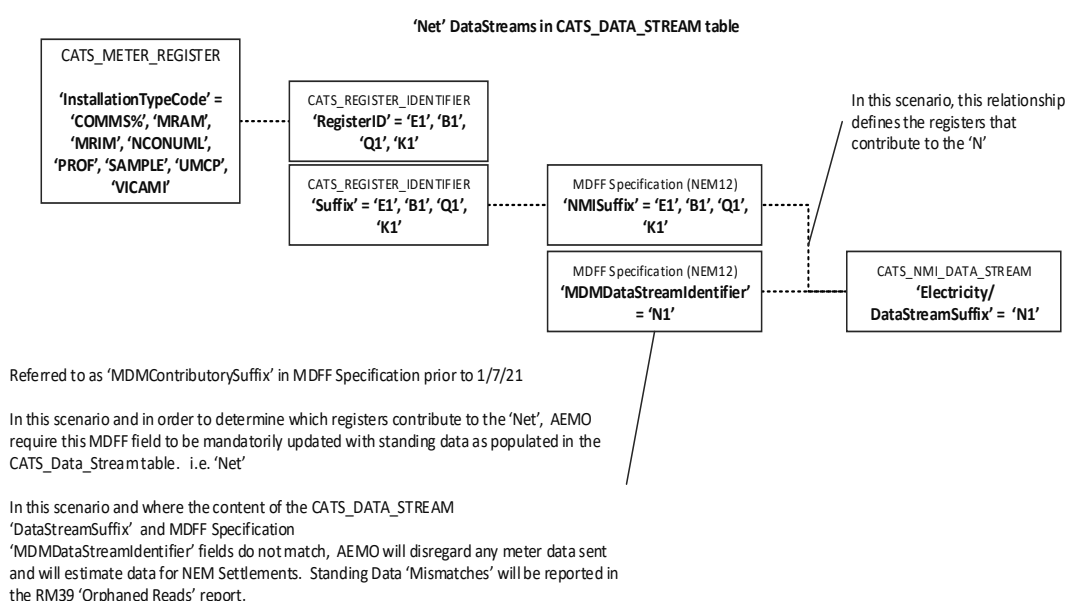 ‘Net’ DataStreams in CATS_DATA_STREAM table
CATS_METER_REGISTER
‘InstallationTypeCode’ =
‘COMMS%’, ‘MRAM’,
‘MRIM’, ‘NCONUML’,
‘PROF’, ‘SAMPLE’, ‘UMCP’,
‘VICAMI’
CATS_REGISTER_IDENTIFIER
‘RegisterID’ = ‘E1’, ‘B1’,
‘Q1’, ‘K1’
CATS_REGISTER_IDENTIFIER
‘Suffix’ = ‘E1’, ‘B1’, ‘Q1’,
‘K1’
MDFF Specification (NEM12)
‘NMISuffix’ = ‘E1’, ‘B1’, ‘Q1’,
‘K1’
MDFF Specification (NEM12)
‘MDMDataStreamIdentifier’
= ‘N1’
In this scenario, this relationship
defines the registers that
contribute to the ‘N’
CATS_NMI_DATA_STREAM
‘Electricity/
DataStreamSuffix’ = ‘N1’
Referred to as ‘MDMContributorySuffix’ in MDFF Specification prior to 1/7/21
In this scenario and in order to determine which registers contribute to the ‘Net’, AEMO
require this MDFF field to be mandatorily updated with standing data as populated in the
CATS_Data_Stream table. i.e. ‘Net’
In this scenario and where the content of the CATS_DATA_STREAM
‘DataStreamSuffix’ and MDFF Specification
‘MDMDataStreamIdentifier’ fields do not match, AEMO will disregard any meter data sent
and will estimate data for NEM Settlements. Standing Data ‘Mismatches’ will be reported in
the RM39 ‘Orphaned Reads’ report.